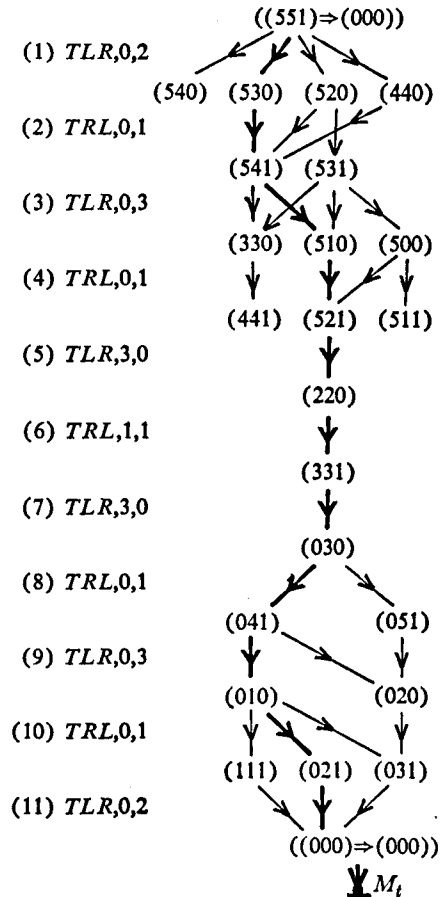 ((551)⇒(000))
(1) TLR,0,2
(540) (530) (520) (440)
(2) TRL,0,1
(541) (531)
(3) TLR,0,3
(330) (510) (500)
(4) TRL,0,1
(441) (521) (511)
(5) TLR,3,0
(220)
(6) TRL,1,1
(331)
(7) TLR,3,0
(030)
(8) TRL,0,1
(041) (051)
(9) TLR,0,3
(010) (020)
(10) TRL,0,1
(111) (021) (031)
(11) TLR,0,2
((000)⇒(000))
M_t